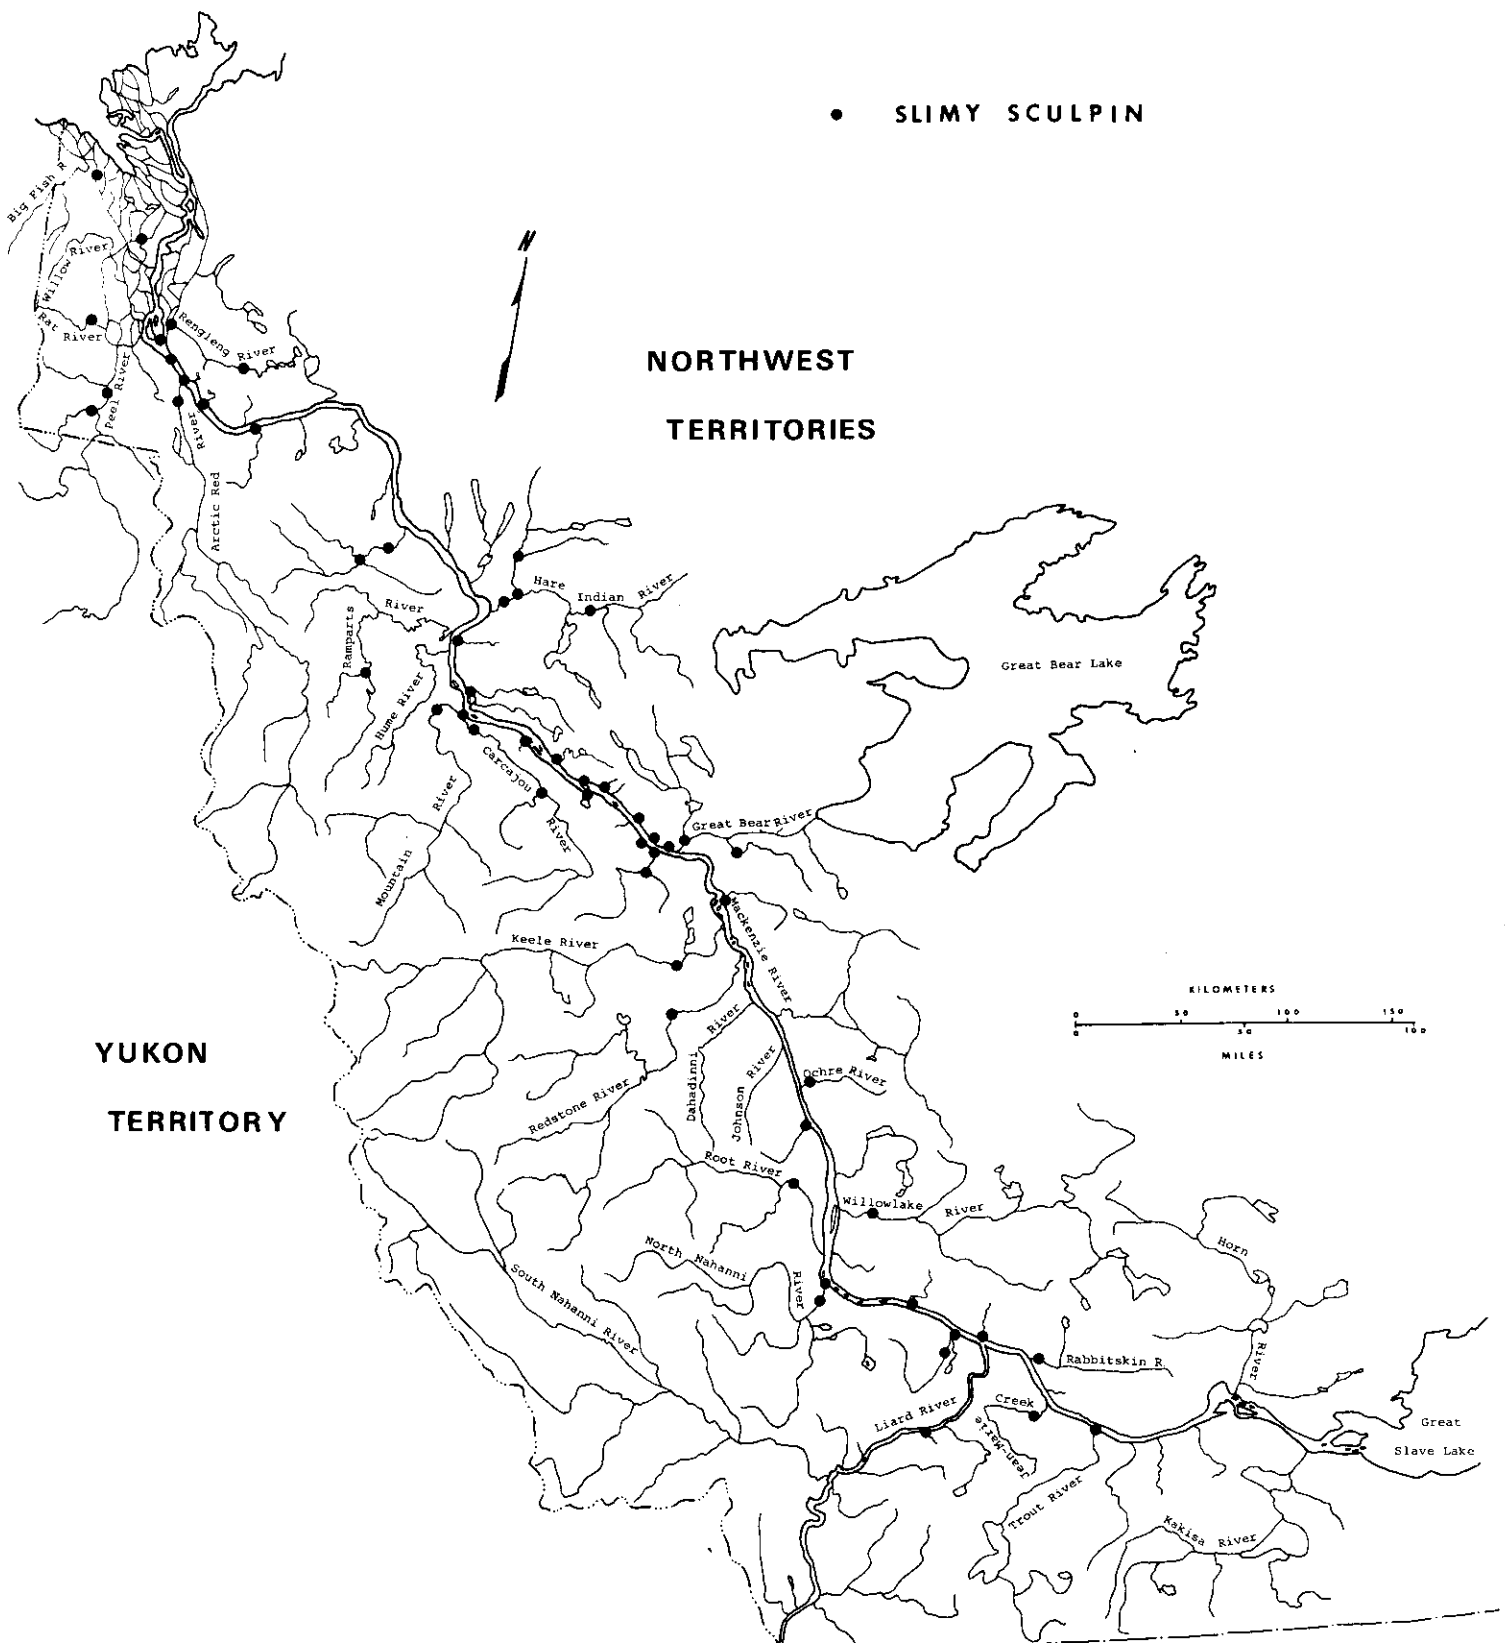 SLIMY SCULPIN
N
NORTHWEST
TERRITORIES
YUKON
TERRITORY
Big Fish R
Willow River
Rat River
Peel River
Rengleng River
Arctic Red River
Hare Indian River
Ramparts River
Hume River
Carcajou River
Mountain River
Great Bear Lake
Great Bear River
Mackenzie River
Keele River
KILOMETERS
0 50 100 150
0 50 100
MILES
Redstone River
Dahadinni River
Johnson River
Ochre River
Root River
Willowlake River
North Nahanni River
South Nahanni River
Horn River
Rabbitskin R
Liard River
Jean-Marie Creek
Trout River
Kakisa River
Great
Slave Lake